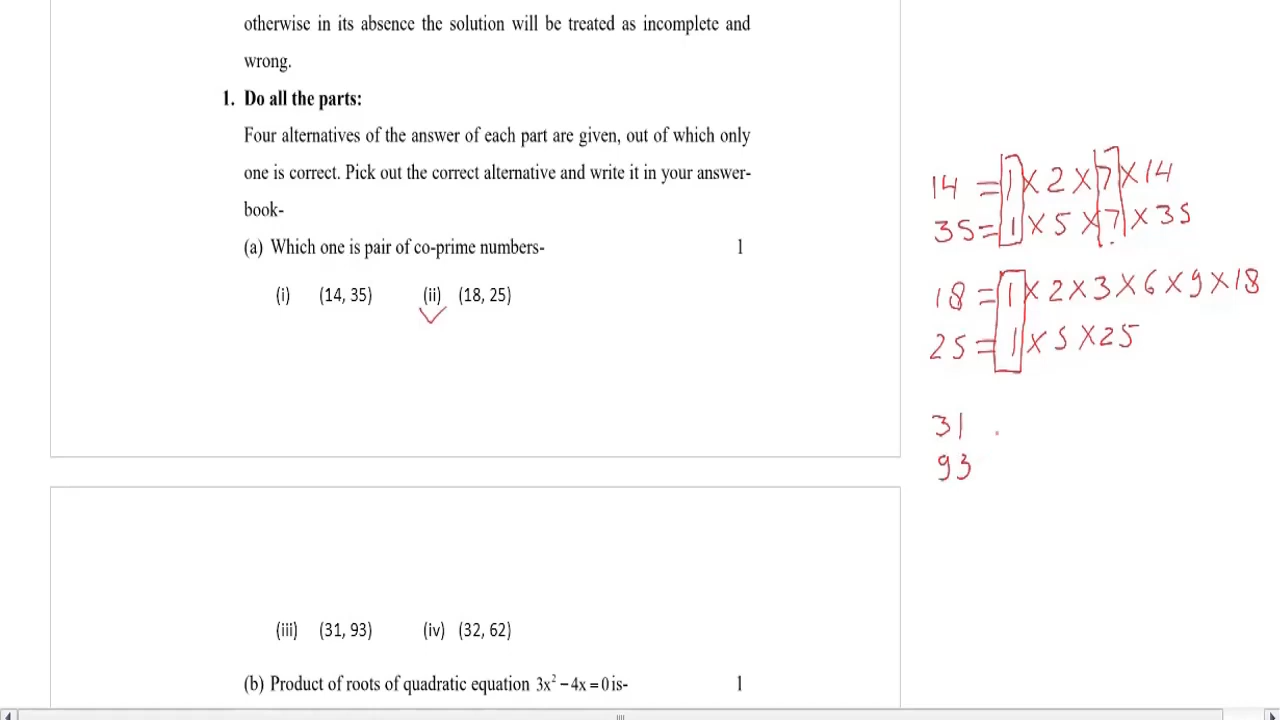 otherwise in its absence the solution will be treated as incomplete and
wrong.
1. Do all the parts:
Four alternatives of the answer of each part are given, out of which only
one is correct. Pick out the correct alternative and write it in your answer-
book-
(a) Which one is pair of co-prime numbers- 1
(i) (14, 35) (ii) (18, 25)
(iii) (31, 93) (iv) (32, 62)
(b) Product of roots of quadratic equation 3x² − 4x = 0 is- 1
14 = 1 × 2 × 7 × 14
35 = 1 × 5 × 7 × 35
18 = 1 × 2 × 3 × 6 × 9 × 18
25 = 1 × 5 × 25
31
93